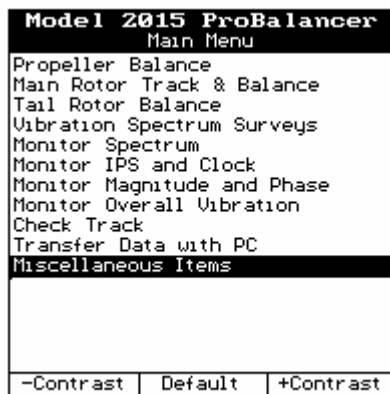 Model 2015 ProBalancer
Main Menu
Propeller Balance
Main Rotor Track & Balance
Tail Rotor Balance
Vibration Spectrum Surveys
Monitor Spectrum
Monitor IPS and Clock
Monitor Magnitude and Phase
Monitor Overall Vibration
Check Track
Transfer Data with PC
Miscellaneous Items
-Contrast Default +Contrast